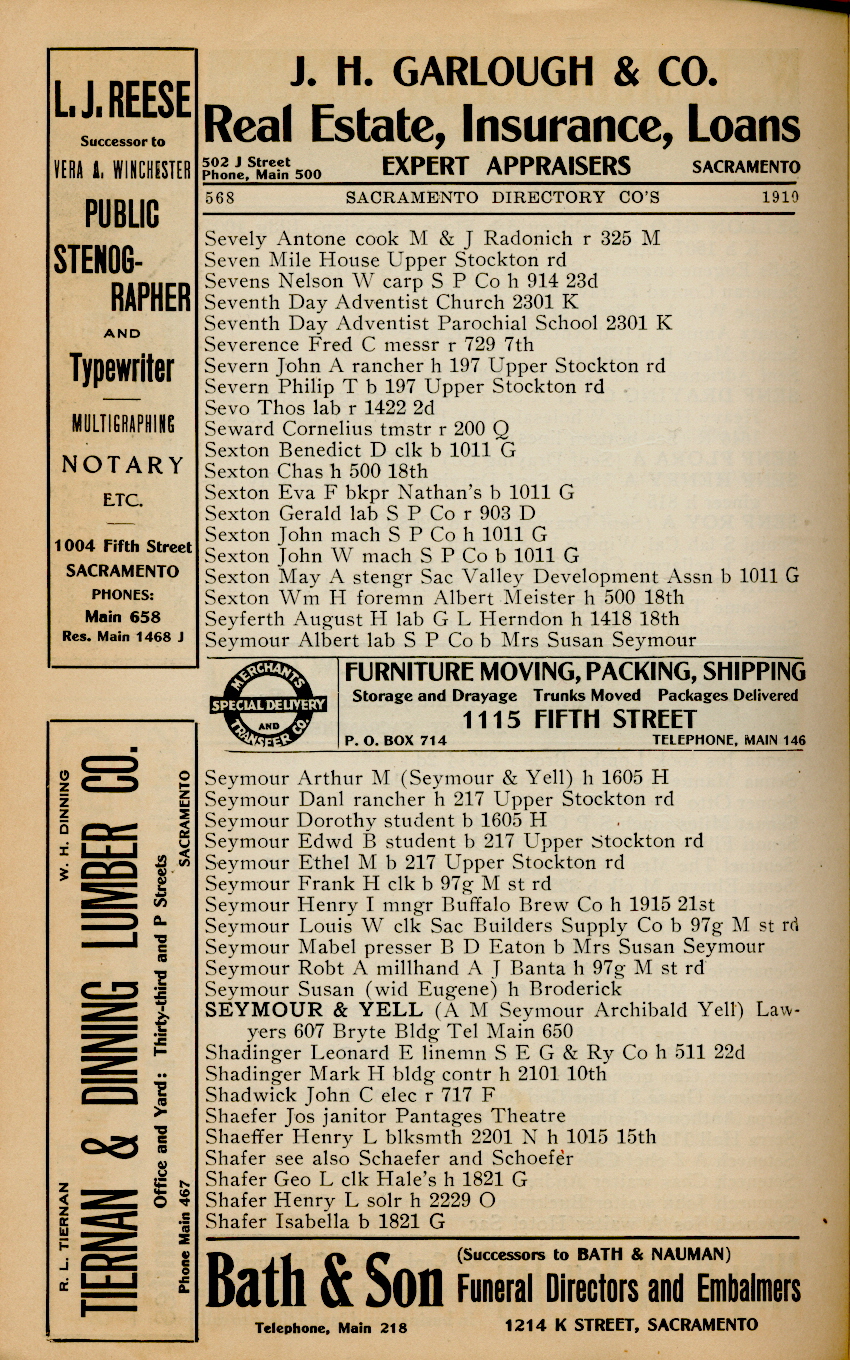 L. J. REESE
Successor to
VERA A. WINCHESTER
PUBLIC
STENOG-
RAPHER
AND
Typewriter
MULTIGRAPHING
NOTARY
ETC.
1004 Fifth Street
SACRAMENTO
PHONES:
Main 658
Res. Main 1468 J
J. H. GARLOUGH & CO.
Real Estate, Insurance, Loans
502 J Street
Phone, Main 500
EXPERT APPRAISERS
SACRAMENTO
568 SACRAMENTO DIRECTORY CO'S 1910
Sevely Antone cook M & J Radonich r 325 M
Seven Mile House Upper Stockton rd
Sevens Nelson W carp S P Co h 914 23d
Seventh Day Adventist Church 2301 K
Seventh Day Adventist Parochial School 2301 K
Severence Fred C messr r 729 7th
Severn John A rancher h 197 Upper Stockton rd
Severn Philip T b 197 Upper Stockton rd
Sevo Thos lab r 1422 2d
Seward Cornelius tmstr r 200 Q
Sexton Benedict D clk b 1011 G
Sexton Chas h 500 18th
Sexton Eva F bkpr Nathan's b 1011 G
Sexton Gerald lab S P Co r 903 D
Sexton John mach S P Co h 1011 G
Sexton John W mach S P Co b 1011 G
Sexton May A stengr Sac Valley Development Assn b 1011 G
Sexton Wm H foremn Albert Meister h 500 18th
Seyferth August H lab G L Herndon h 1418 18th
Seymour Albert lab S P Co b Mrs Susan Seymour
MERCHANTS
SPECIAL DELIVERY
AND
TRANSFER CO.
FURNITURE MOVING, PACKING, SHIPPING
Storage and Drayage Trunks Moved Packages Delivered
1115 FIFTH STREET
P. O. BOX 714 TELEPHONE, MAIN 146
R. L. TIERNAN W. H. DINNING
TIERNAN & DINNING LUMBER CO.
Office and Yard: Thirty-third and P Streets
Phone Main 467 SACRAMENTO
Seymour Arthur M (Seymour & Yell) h 1605 H
Seymour Danl rancher h 217 Upper Stockton rd
Seymour Dorothy student b 1605 H
Seymour Edwd B student b 217 Upper Stockton rd
Seymour Ethel M b 217 Upper Stockton rd
Seymour Frank H clk b 97g M st rd
Seymour Henry I mngr Buffalo Brew Co h 1915 21st
Seymour Louis W clk Sac Builders Supply Co b 97g M st rd
Seymour Mabel presser B D Eaton b Mrs Susan Seymour
Seymour Robt A millhand A J Banta h 97g M st rd
Seymour Susan (wid Eugene) h Broderick
SEYMOUR & YELL (A M Seymour Archibald Yell) Law-
yers 607 Bryte Bldg Tel Main 650
Shadinger Leonard E linemn S E G & Ry Co h 511 22d
Shadinger Mark H bldg contr h 2101 10th
Shadwick John C elec r 717 F
Shaefer Jos janitor Pantages Theatre
Shaeffer Henry L blksmth 2201 N h 1015 15th
Shafer see also Schaefer and Schoefer
Shafer Geo L clk Hale's h 1821 G
Shafer Henry L solr h 2229 O
Shafer Isabella b 1821 G
Bath & Son
Telephone, Main 218
(Successors to BATH & NAUMAN)
Funeral Directors and Embalmers
1214 K STREET, SACRAMENTO